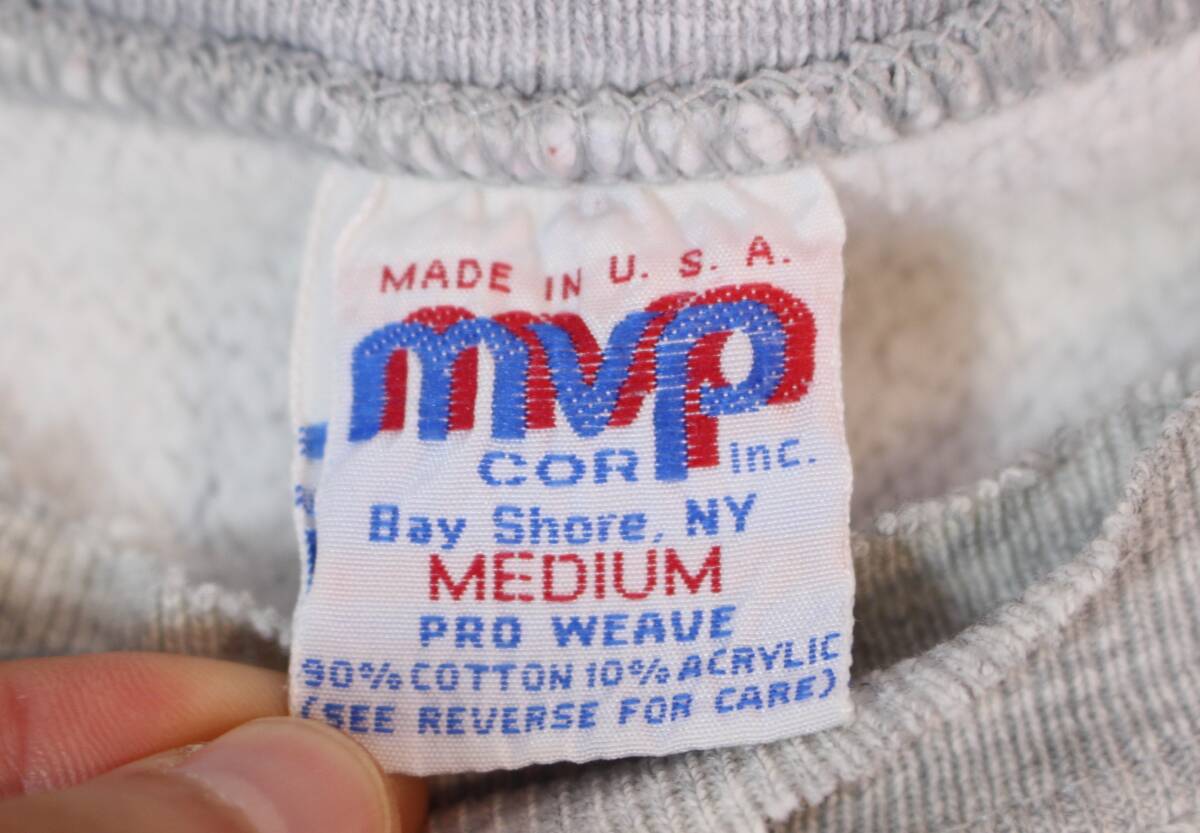 MADE IN U. S. A.
mvp
COR inc.
Bay Shore, NY
MEDIUM
PRO WEAVE
90% COTTON 10% ACRYLIC
(SEE REVERSE FOR CARE)